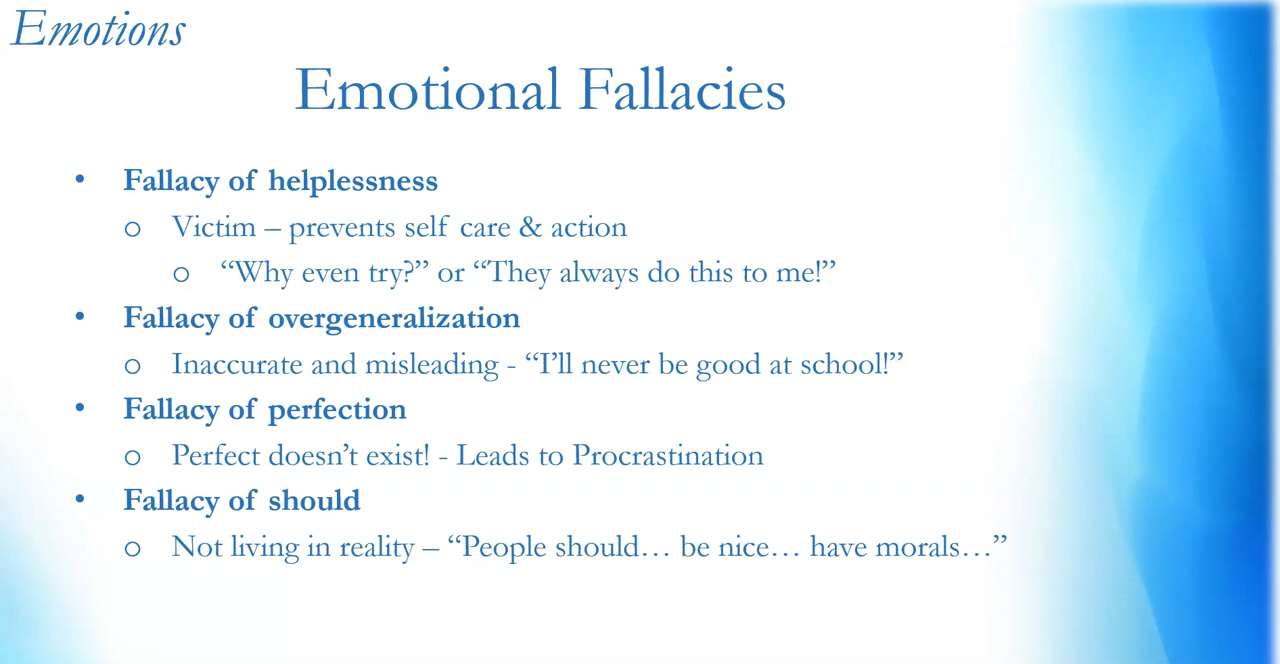 Emotions
Emotional Fallacies
• Fallacy of helplessness
o Victim – prevents self care & action
o “Why even try?” or “They always do this to me!”
• Fallacy of overgeneralization
o Inaccurate and misleading - “I’ll never be good at school!”
• Fallacy of perfection
o Perfect doesn’t exist! - Leads to Procrastination
• Fallacy of should
o Not living in reality – “People should… be nice… have morals…”